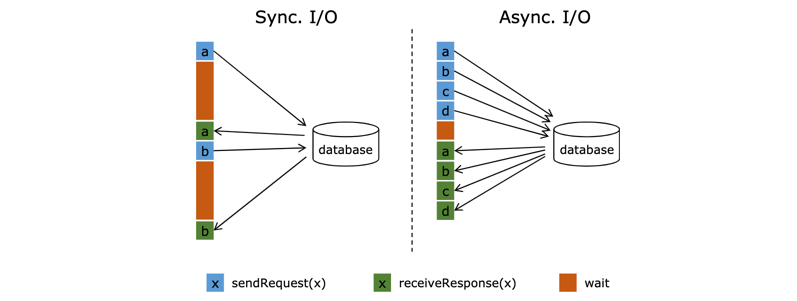 Sync. I/O
a
a
b
b
database
Async. I/O
a
b
c
d
a
b
c
d
database
x sendRequest(x)
x receiveResponse(x)
wait